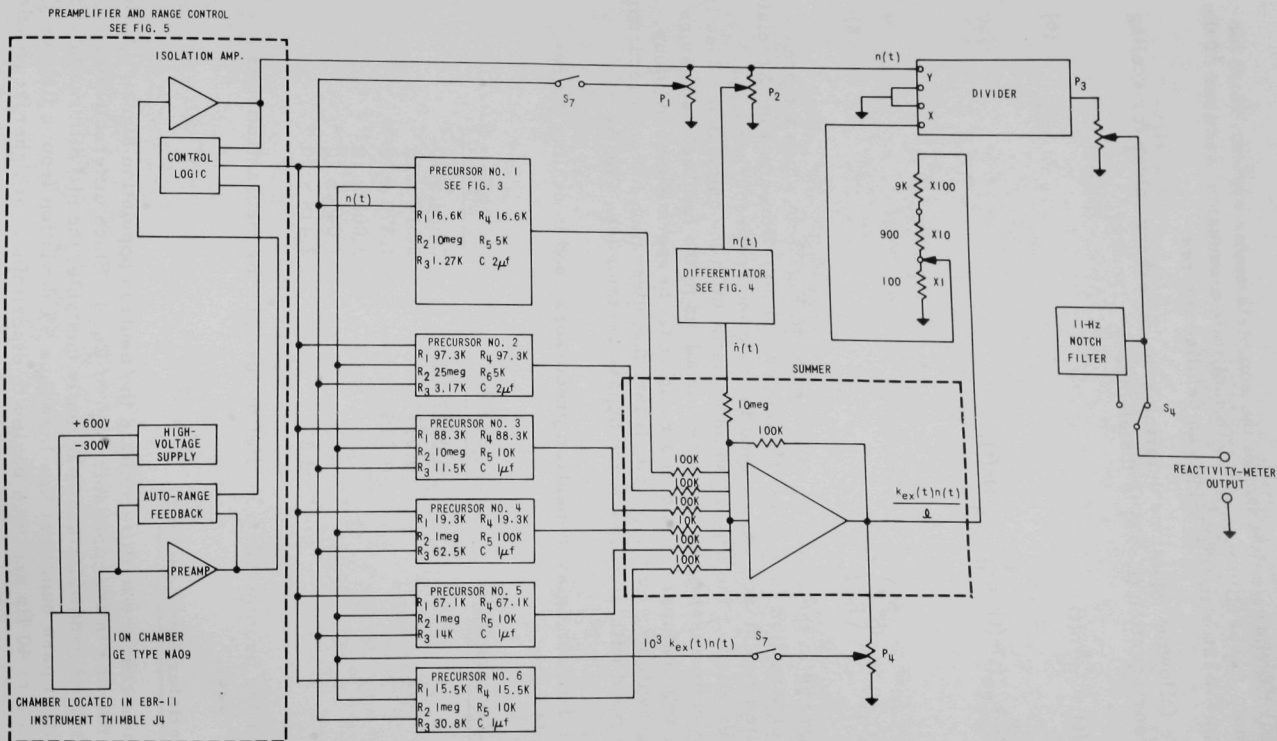 PREAMPLIFIER AND RANGE CONTROL
SEE FIG. 5
ISOLATION AMP.
CONTROL
LOGIC
+600V
-300V
HIGH-
VOLTAGE
SUPPLY
AUTO-RANGE
FEEDBACK
PREAMP
ION CHAMBER
GE TYPE NA09
CHAMBER LOCATED IN EBR-11
INSTRUMENT THIMBLE J4
n(t)
S7
P1
P2
n(t)
Y
X
DIVIDER
P3
PRECURSOR NO. 1
SEE FIG. 3
R1 16.6K R4 16.6K
R2 10meg R5 5K
R3 1.27K C 2μf
PRECURSOR NO. 2
R1 97.3K R4 97.3K
R2 25meg R6 5K
R3 3.17K C 2μf
PRECURSOR NO. 3
R1 88.3K R4 88.3K
R2 10meg R5 10K
R3 11.5K C 1μf
PRECURSOR NO. 4
R1 19.3K R4 19.3K
R2 1meg R5 100K
R3 62.5K C 1μf
PRECURSOR NO. 5
R1 67.1K R4 67.1K
R2 1meg R5 10K
R3 14K C 1μf
PRECURSOR NO. 6
R1 15.5K R4 15.5K
R2 1meg R5 10K
R3 30.8K C 1μf
n(t)
DIFFERENTIATOR
SEE FIG. 4
ṅ(t)
9K X100
900 X10
100 X1
SUMMER
10meg
100K
100K
100K
100K
10K
100K
100K
kex(t)n(t)
ℓ
10³ kex(t)n(t)
S7
P4
11-Hz
NOTCH
FILTER
S4
REACTIVITY-METER
OUTPUT